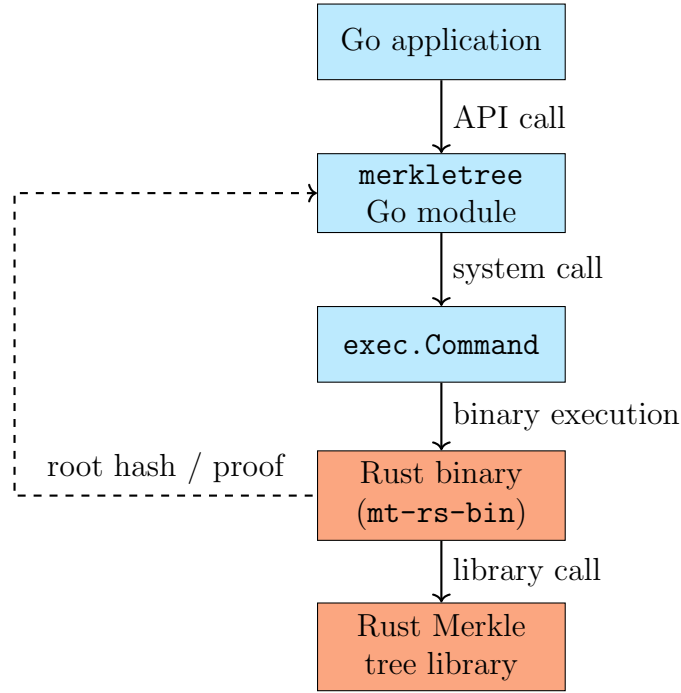 Go application
API call
merkletree
Go module
system call
exec.Command
binary execution
root hash / proof
Rust binary
(mt-rs-bin)
library call
Rust Merkle
tree library